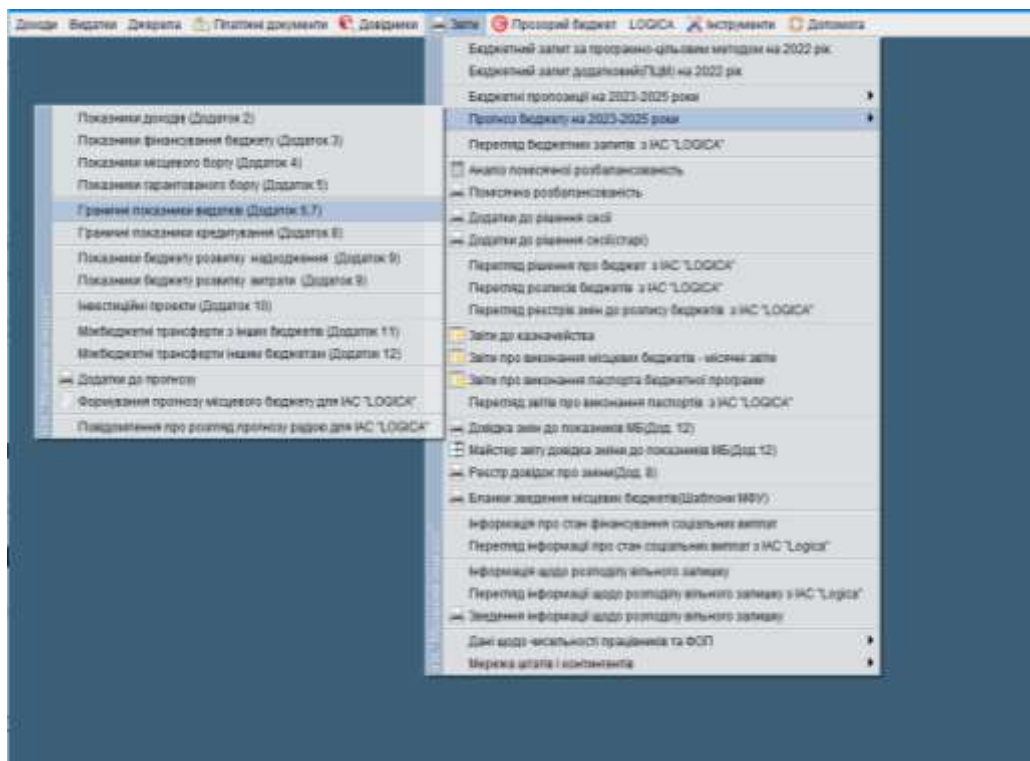 Доходи Видатки Джерела Платіжні документи Довідники Звіти Прозорий бюджет LOGICA Інструменти Допомога
Бюджетний запит за програмно-цільовим методом на 2022 рік
Бюджетний запит додатковий(ПЦМ) на 2022 рік
Бюджетні пропозиції на 2023-2025 роки
Прогноз бюджету на 2023-2025 роки
Перегляд бюджетних запитів з ІАС "LOGICA"
Аналіз помісячної розбалансованості
Помісячна розбалансованість
Додатки до рішення сесії
Додатки до рішення сесії(старі)
Перегляд рішення про бюджет з ІАС "LOGICA"
Перегляд розписів бюджетів з ІАС "LOGICA"
Перегляд реєстрів змін до розпису бюджетів з ІАС "LOGICA"
Звіти до казначейства
Звіти про виконання місцевих бюджетів - місячні звіти
Звіти про виконання паспорта бюджетної програми
Перегляд звітів про виконання паспортів з ІАС "LOGICA"
Довідка змін до показників МБ(Дод. 12)
Майстер звіту довідка зміни до показників МБ(Дод. 12)
Реєстр довідок про зміни(Дод. 8)
Бланки зведення місцевих бюджетів(Шаблони МФУ)
Інформація про стан фінансування соціальних виплат
Перегляд інформації про стан соціальних виплат з ІАС "Logica"
Інформація щодо розподілу вільного залишку
Перегляд інформації щодо розподілу вільного залишку з ІАС "Logica"
Зведення інформації щодо розподілу вільного залишку
Дані щодо чисельності працівників та ФОП
Мережа штатів і контингентів
Показники доходів (Додаток 2)
Показники фінансування бюджету (Додаток 3)
Показники місцевого боргу (Додаток 4)
Показники гарантованого боргу (Додаток 5)
Граничні показники видатків (Додаток 6,7)
Граничні показники кредитування (Додаток 8)
Показники бюджету розвитку надходження (Додаток 9)
Показники бюджету розвитку витрати (Додаток 9)
Інвестиційні проекти (Додаток 10)
Міжбюджетні трансферти з інших бюджетів (Додаток 11)
Міжбюджетні трансферти іншим бюджетам (Додаток 12)
Додатки до прогнозу
Формування прогнозу місцевого бюджету для ІАС "LOGICA"
Повідомлення про розгляд прогнозу радою для ІАС "LOGICA"